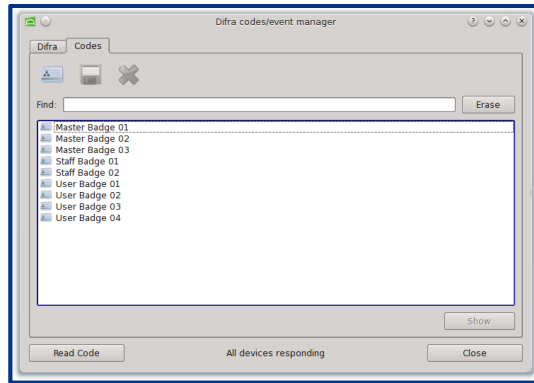 Difra codes/event manager
Difra Codes
Find: Erase
Master Badge 01
Master Badge 02
Master Badge 03
Staff Badge 01
Staff Badge 02
User Badge 01
User Badge 02
User Badge 03
User Badge 04
Show
Read Code All devices responding Close